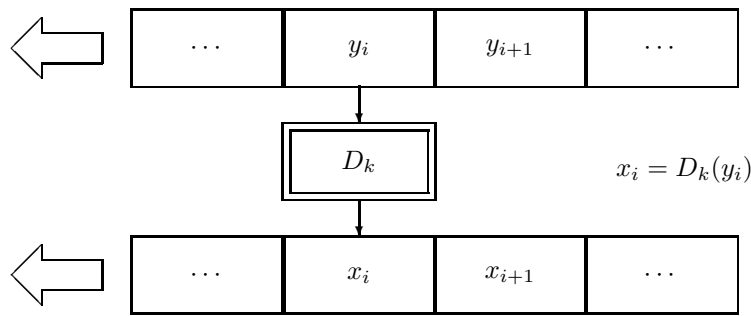 ⋯ y_i y_{i+1} ⋯
D_k
x_i = D_k(y_i)
⋯ x_i x_{i+1} ⋯